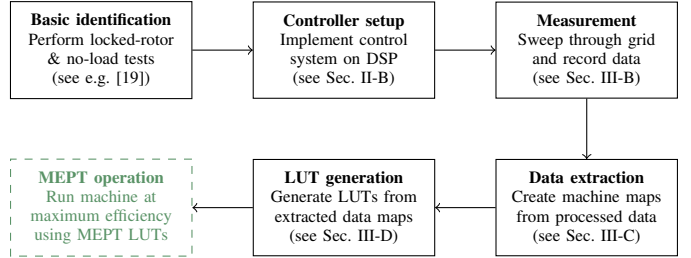 Basic identification
Perform locked-rotor
& no-load tests
(see e.g. [19])
Controller setup
Implement control
system on DSP
(see Sec. II-B)
Measurement
Sweep through grid
and record data
(see Sec. III-B)
Data extraction
Create machine maps
from processed data
(see Sec. III-C)
LUT generation
Generate LUTs from
extracted data maps
(see Sec. III-D)
MEPT operation
Run machine at
maximum efficiency
using MEPT LUTs